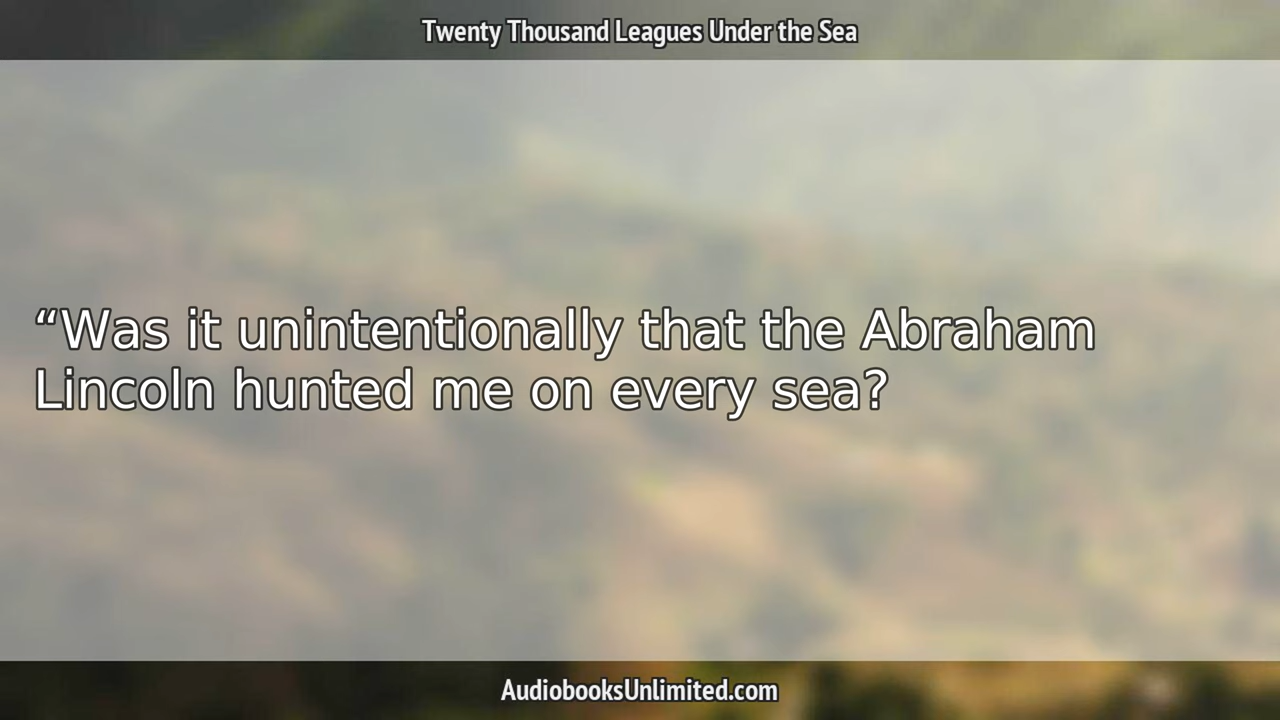 Twenty Thousand Leagues Under the Sea
“Was it unintentionally that the Abraham
Lincoln hunted me on every sea?
AudiobooksUnlimited.com